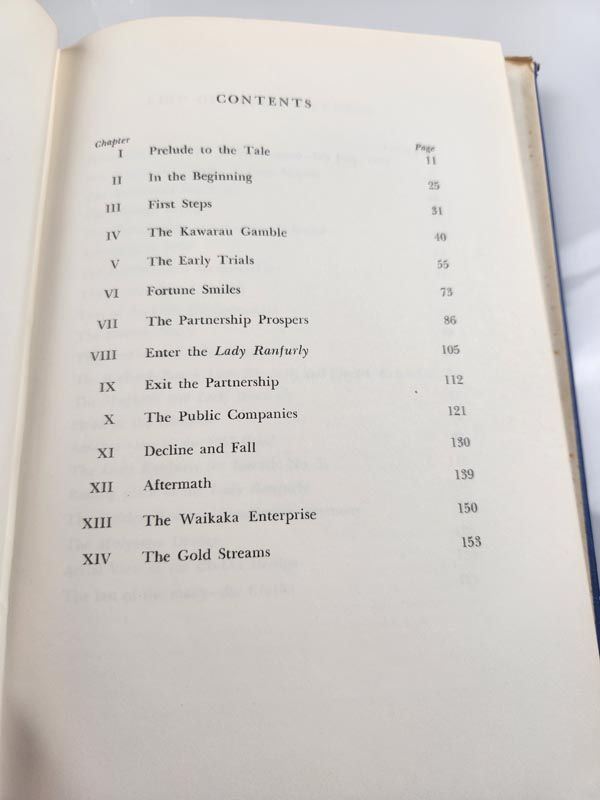 CONTENTS
Chapter Page
I Prelude to the Tale 11
II In the Beginning 25
III First Steps 31
IV The Kawarau Gamble 40
V The Early Trials 55
VI Fortune Smiles 73
VII The Partnership Prospers 86
VIII Enter the Lady Ranfurly 105
IX Exit the Partnership 112
X The Public Companies 121
XI Decline and Fall 130
XII Aftermath 139
XIII The Waikaka Enterprise 150
XIV The Gold Streams 153